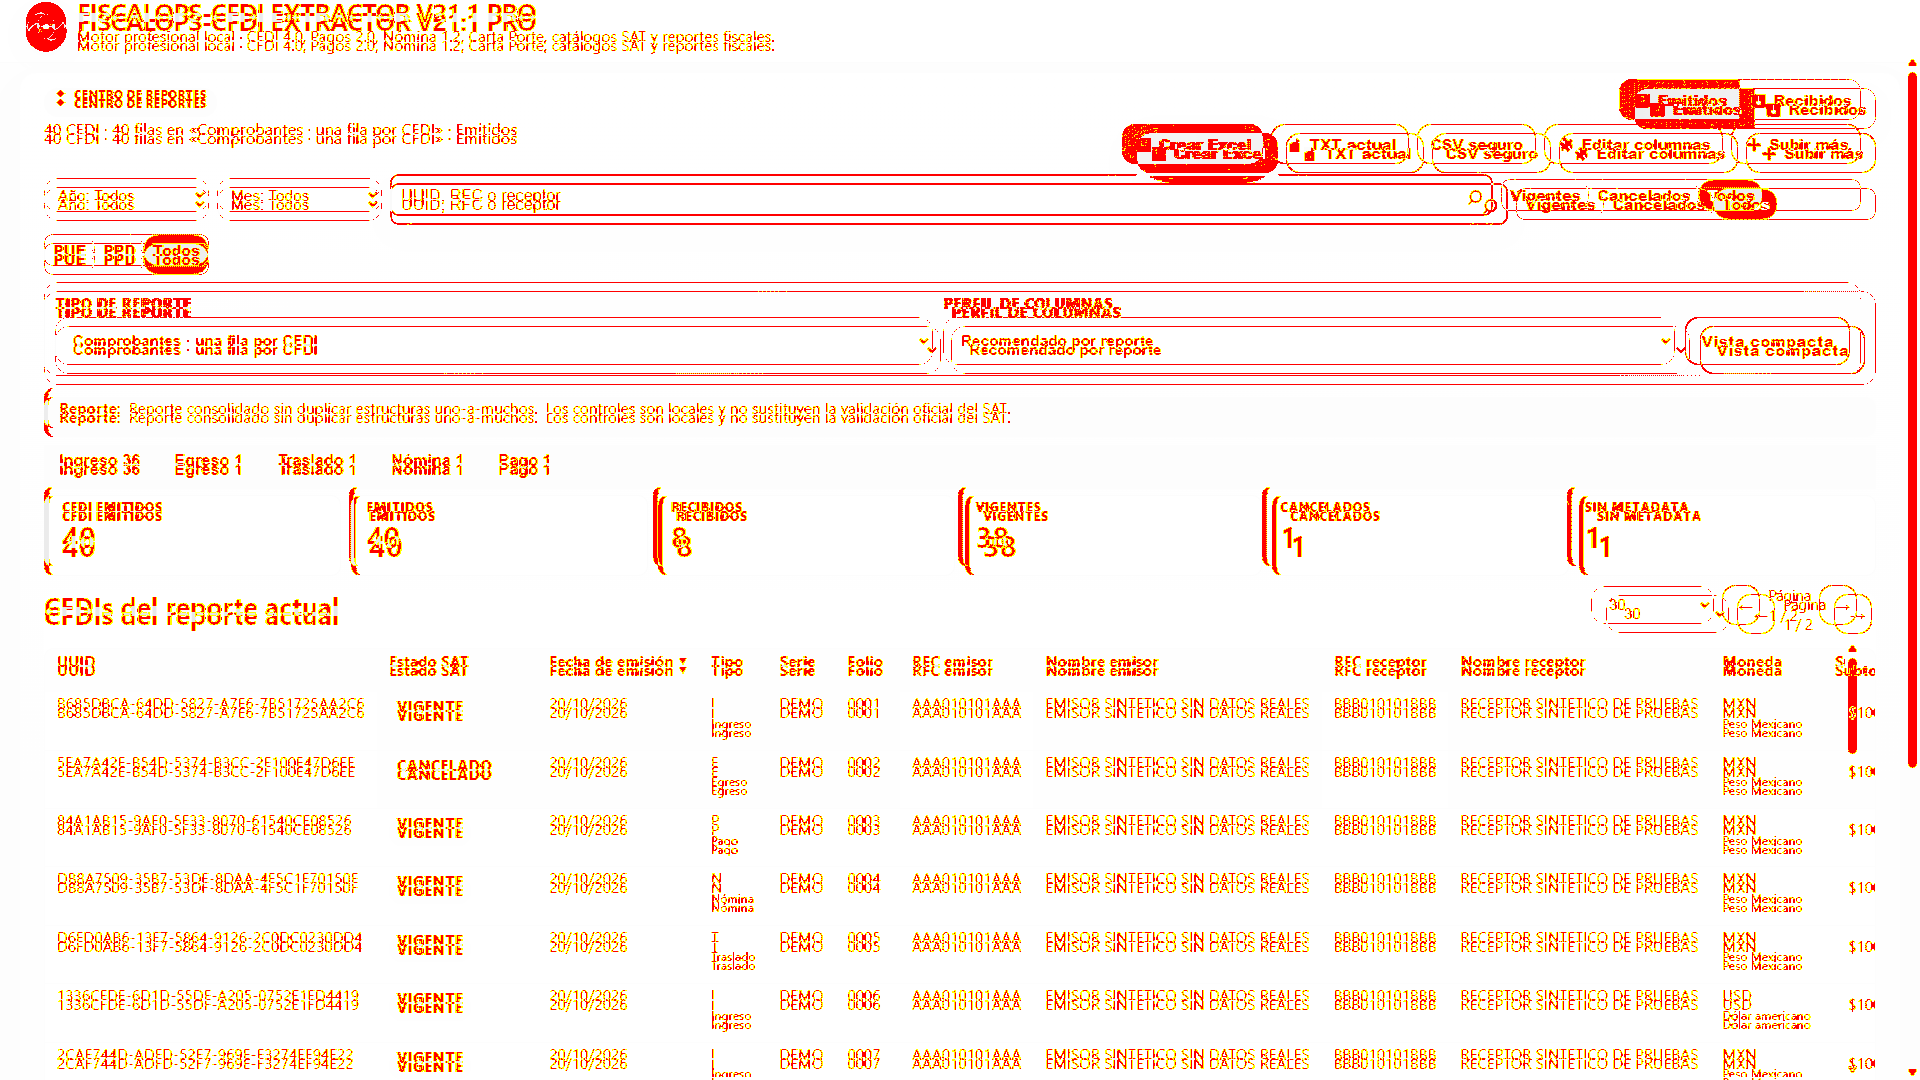 FISCALOPS-CFDI EXTRACTOR V21.1 PRO
Motor profesional local · CFDI 4.0, Pagos 2.0, Nómina 1.2, Carta Porte, catálogos SAT y reportes fiscales.
CENTRO DE REPORTES
Emitidos Recibidos
40 CFDI · 40 filas en «Comprobantes · una fila por CFDI» · Emitidos
Crear Excel TXT actual CSV seguro Editar columnas + Subir más
Año: Todos Mes: Todos UUID, RFC o receptor Vigentes Cancelados Todos
PUE PPD Todos
TIPO DE REPORTE PERFIL DE COLUMNAS
Comprobantes · una fila por CFDI Recomendado por reporte Vista compacta
Reporte: Reporte consolidado sin duplicar estructuras uno-a-muchos. Los controles son locales y no sustituyen la validación oficial del SAT.
Ingreso 36 Egreso 1 Traslado 1 Nómina 1 Pago 1
CFDI EMITIDOS EMITIDOS RECIBIDOS VIGENTES CANCELADOS SIN METADATA
40 40 8 38 1 1
CFDIs del reporte actual
30 ← Página 1 / 2 →
UUID Estado SAT Fecha de emisión Tipo Serie Folio RFC emisor Nombre emisor RFC receptor Nombre receptor Moneda
VIGENTE 20/10/2026 I DEMO 0001 AAA010101AAA EMISOR SINTETICO SIN DATOS REALES BBB010101BBB RECEPTOR SINTETICO DE PRUEBAS MXN
Ingreso Peso Mexicano
CANCELADO 20/10/2026 E DEMO 0002 AAA010101AAA EMISOR SINTETICO SIN DATOS REALES BBB010101BBB RECEPTOR SINTETICO DE PRUEBAS MXN
Egreso Peso Mexicano
VIGENTE 20/10/2026 P DEMO 0003 AAA010101AAA EMISOR SINTETICO SIN DATOS REALES BBB010101BBB RECEPTOR SINTETICO DE PRUEBAS MXN
Pago Peso Mexicano
VIGENTE 20/10/2026 N DEMO 0004 AAA010101AAA EMISOR SINTETICO SIN DATOS REALES BBB010101BBB RECEPTOR SINTETICO DE PRUEBAS MXN
Nómina Peso Mexicano
VIGENTE 20/10/2026 T DEMO 0005 AAA010101AAA EMISOR SINTETICO SIN DATOS REALES BBB010101BBB RECEPTOR SINTETICO DE PRUEBAS MXN
Traslado Peso Mexicano
VIGENTE 20/10/2026 I DEMO 0006 AAA010101AAA EMISOR SINTETICO SIN DATOS REALES BBB010101BBB RECEPTOR SINTETICO DE PRUEBAS USD
Ingreso Dólar americano
VIGENTE 20/10/2026 I DEMO 0007 AAA010101AAA EMISOR SINTETICO SIN DATOS REALES BBB010101BBB RECEPTOR SINTETICO DE PRUEBAS MXN
Ingreso Peso Mexicano